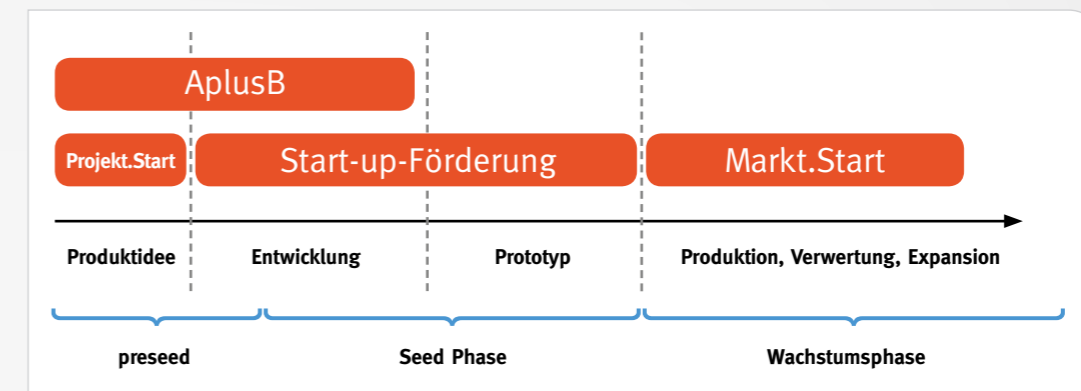 AplusB
Projekt.Start
Start-up-Förderung
Markt.Start
Produktidee
Entwicklung
Prototyp
Produktion, Verwertung, Expansion
preseed
Seed Phase
Wachstumsphase